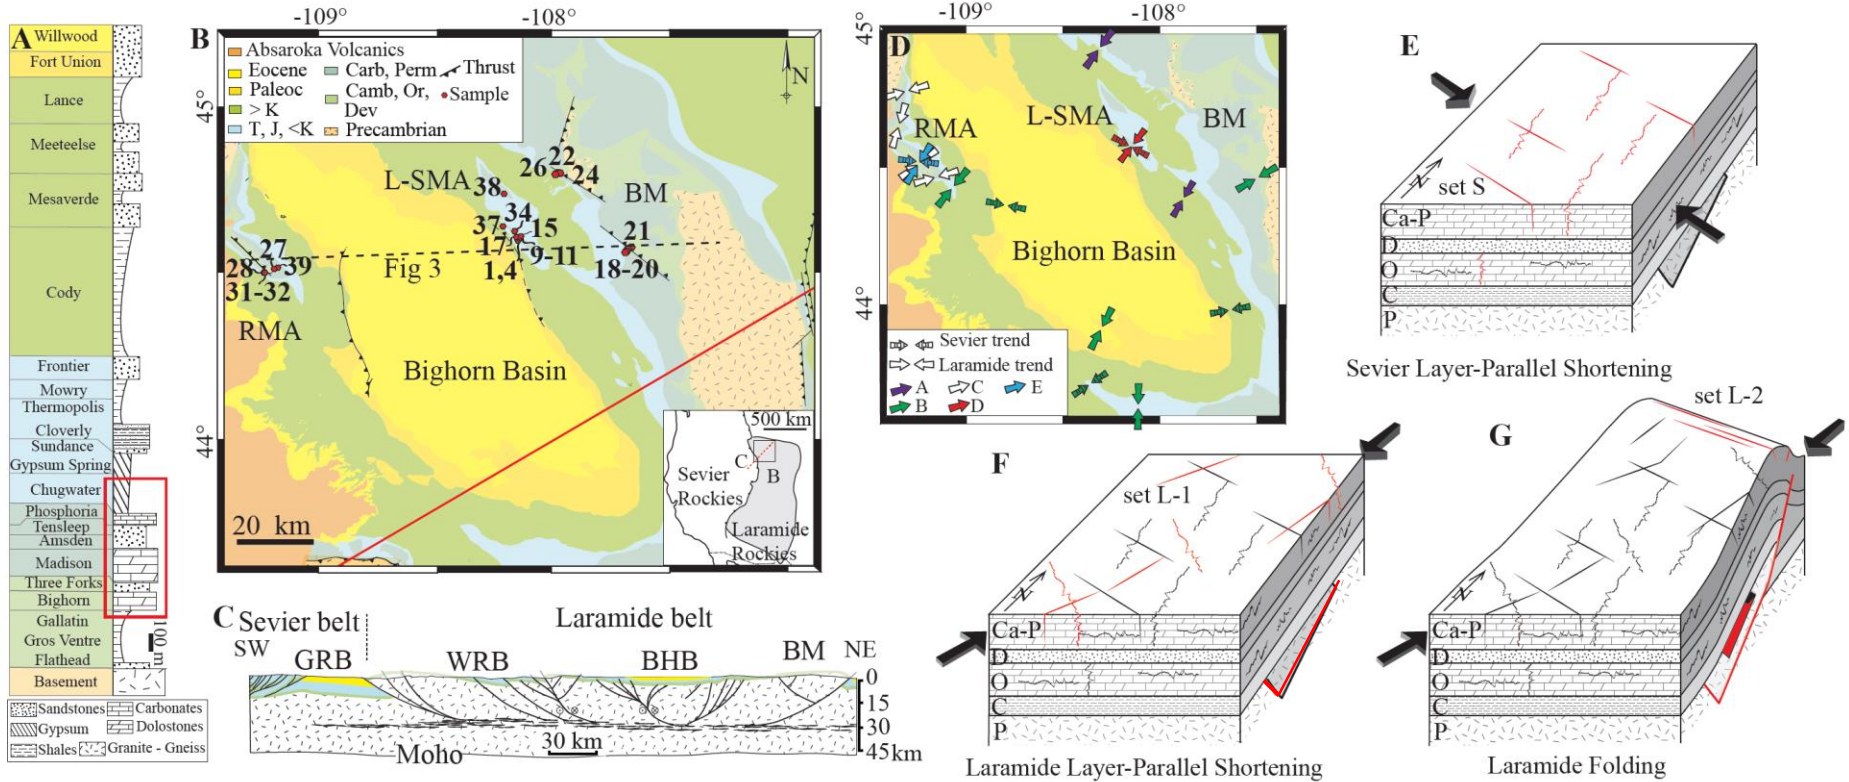 A
Willwood
Fort Union
Lance
Meeteelse
Mesaverde
Cody
Frontier
Mowry
Thermopolis
Cloverly
Sundance
Gypsum Spring
Chugwater
Phosphoria
Tensleep
Amsden
Madison
Three Forks
Bighorn
Gallatin
Gros Ventre
Flathead
Basement
100 m
Sandstones
Carbonates
Gypsum
Dolostones
Shales
Granite - Gneiss
B
-109°
-108°
45°
44°
Absaroka Volcanics
Eocene
Paleoc
> K
T, J, <K
Carb, Perm
Camb, Or,
Dev
Precambrian
Thrust
Sample
N
22
26
24
L-SMA
38
BM
34
37
15
21
17
9-11
18-20
1,4
27
28
39
31-32
Fig 3
RMA
Bighorn Basin
20 km
500 km
C
B
Sevier
Rockies
Laramide
Rockies
C
Sevier belt
Laramide belt
SW
GRB
WRB
BHB
BM
NE
0
15
30
45km
Moho
30 km
D
-109°
-108°
45°
44°
L-SMA
BM
RMA
Bighorn Basin
Sevier trend
Laramide trend
A
C
E
B
D
E
N
set S
Ca-P
D
O
C
P
Sevier Layer-Parallel Shortening
F
set L-1
N
Ca-P
D
O
C
P
Laramide Layer-Parallel Shortening
set L-2
G
N
Ca-P
D
O
C
P
Laramide Folding